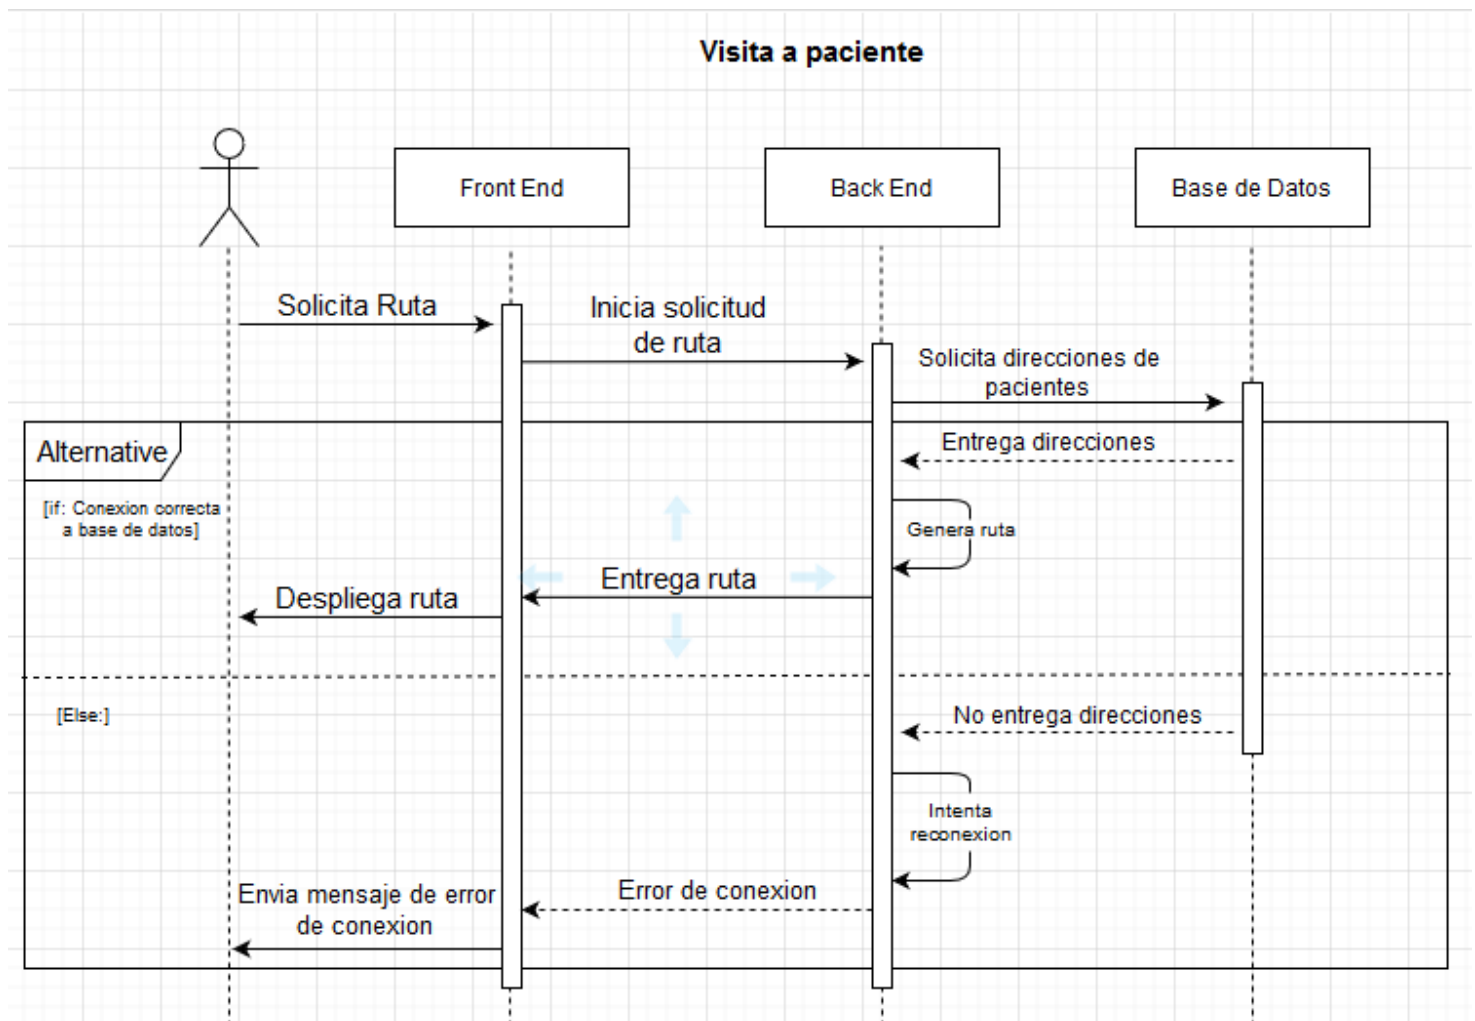 Visita a paciente
Front End
Back End
Base de Datos
Solicita Ruta
Inicia solicitud
de ruta
Solicita direcciones de
pacientes
Alternative
Entrega direcciones
[if: Conexion correcta
a base de datos]
Genera ruta
Entrega ruta
Despliega ruta
[Else:]
No entrega direcciones
Intenta
reconexion
Error de conexion
Envia mensaje de error
de conexion